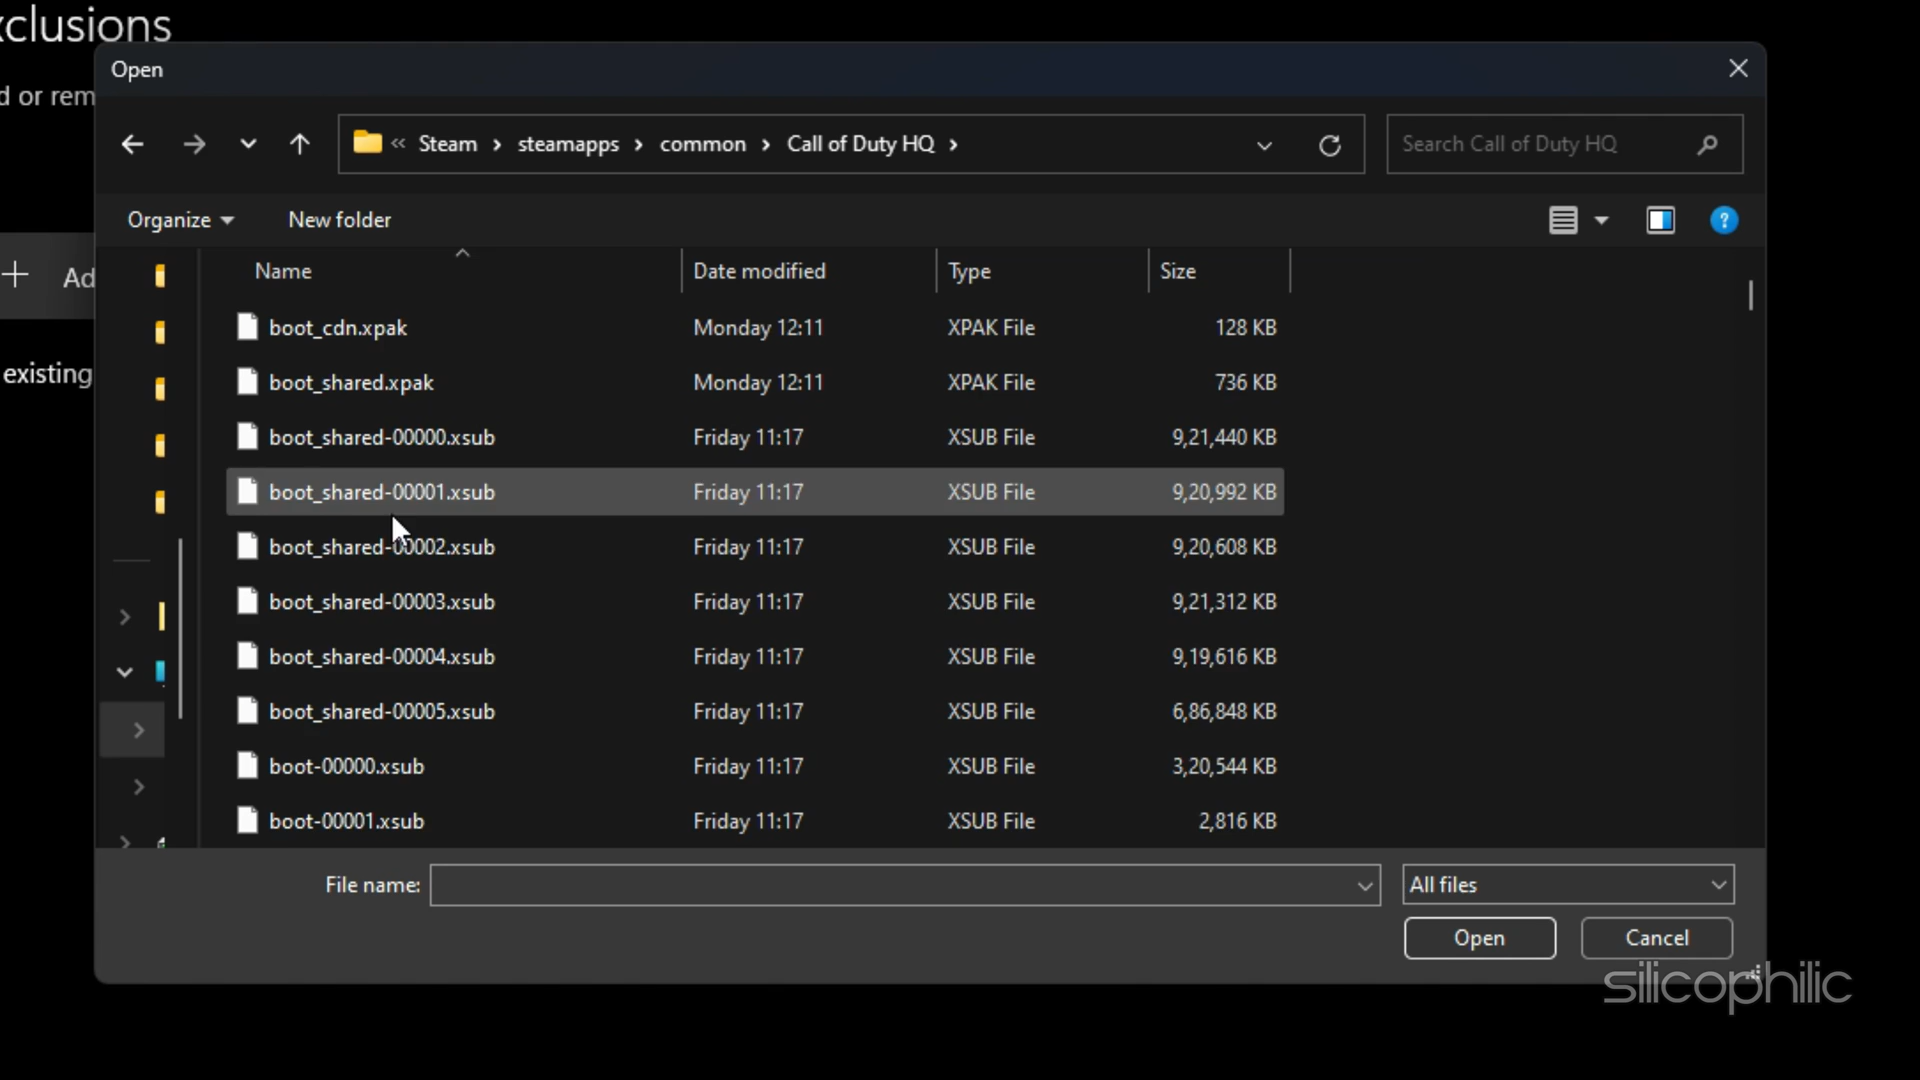 xclusions
Open
d or rem
Steam steamapps common Call of Duty HQ
Search Call of Duty HQ
Organize New folder
Ad
Name Date modified Type Size
boot_cdn.xpak Monday 12:11 XPAK File 128 KB
existing
boot_shared.xpak Monday 12:11 XPAK File 736 KB
boot_shared-00000.xsub Friday 11:17 XSUB File 9,21,440 KB
boot_shared-00001.xsub Friday 11:17 XSUB File 9,20,992 KB
boot_shared-00002.xsub Friday 11:17 XSUB File 9,20,608 KB
boot_shared-00003.xsub Friday 11:17 XSUB File 9,21,312 KB
boot_shared-00004.xsub Friday 11:17 XSUB File 9,19,616 KB
boot_shared-00005.xsub Friday 11:17 XSUB File 6,86,848 KB
boot-00000.xsub Friday 11:17 XSUB File 3,20,544 KB
boot-00001.xsub Friday 11:17 XSUB File 2,816 KB
File name: All files
Open Cancel
silicophilic